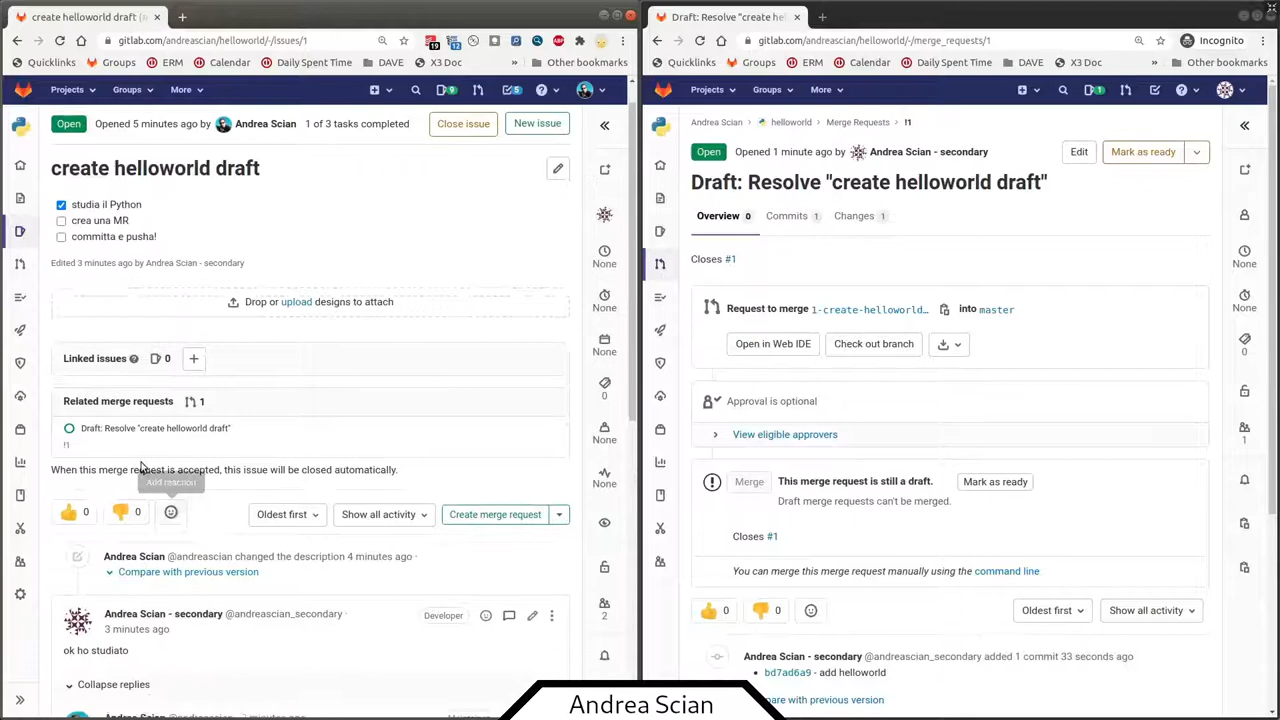 create helloworld draft (
gitlab.com/andreascian/helloworld/-/issues/1
19
12
Quicklinks
Groups
ERM
Calendar
Daily Spent Time
DAVE
X3 Doc
»
Other bookmarks
Projects
Groups
More
9
5
Open
Opened 5 minutes ago by
Andrea Scian
1 of 3 tasks completed
Close issue
New issue
create helloworld draft
studia il Python
crea una MR
committa e pusha!
Edited 3 minutes ago by Andrea Scian - secondary
Drop or upload designs to attach
Linked issues
0
Related merge requests
1
Draft: Resolve "create helloworld draft"
!1
When this merge request is accepted, this issue will be closed automatically.
Add reaction
0
0
Oldest first
Show all activity
Create merge request
Andrea Scian @andreascian changed the description 4 minutes ago ·
Compare with previous version
Andrea Scian - secondary @andreascian_secondary ·
3 minutes ago
Developer
ok ho studiato
Collapse replies
None
None
None
0
None
None
2
Draft: Resolve "create hel
gitlab.com/andreascian/helloworld/-/merge_requests/1
Incognito
Quicklinks
Groups
ERM
Calendar
Daily Spent Time
DAVE
X3 Doc
»
Other bookmarks
Projects
Groups
More
1
Andrea Scian
helloworld
Merge Requests
!1
Open
Opened 1 minute ago by
Andrea Scian - secondary
Edit
Mark as ready
Draft: Resolve "create helloworld draft"
Overview 0
Commits 1
Changes 1
Closes #1
Request to merge 1-create-helloworld… into master
Open in Web IDE
Check out branch
Approval is optional
View eligible approvers
Merge
This merge request is still a draft.
Mark as ready
Draft merge requests can't be merged.
Closes #1
You can merge this merge request manually using the command line
0
0
Oldest first
Show all activity
Andrea Scian - secondary @andreascian_secondary added 1 commit 33 seconds ago
bd7ad6a9 - add helloworld
pare with previous version
None
None
0
1
Andrea Scian